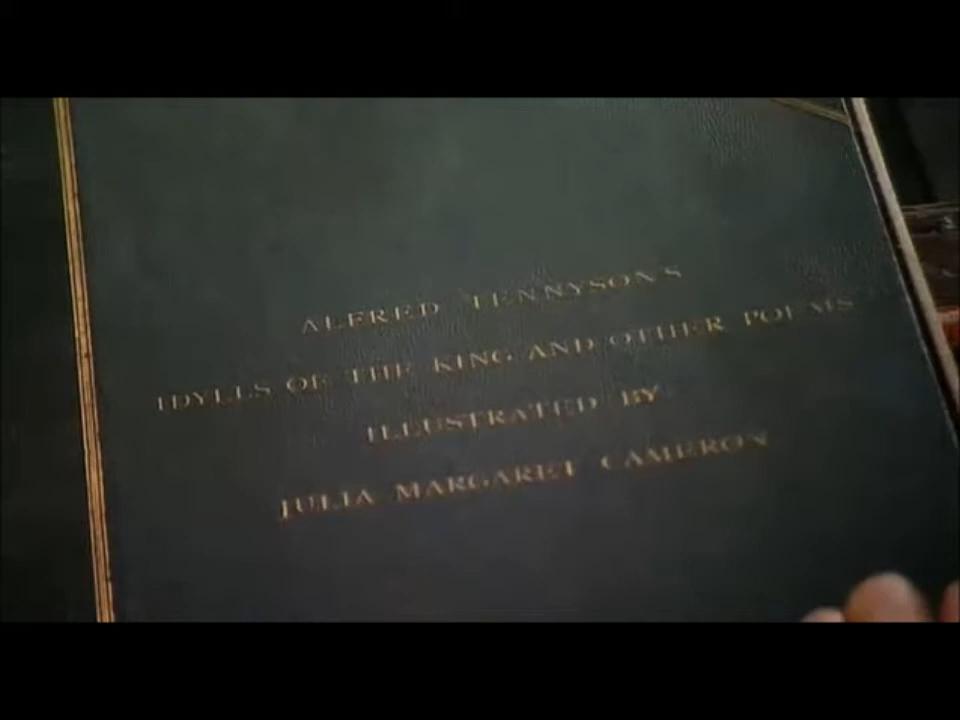 ALFRED TENNYSON'S
IDYLLS OF THE KING AND OTHER POEMS
ILLUSTRATED BY
JULIA MARGARET CAMERON